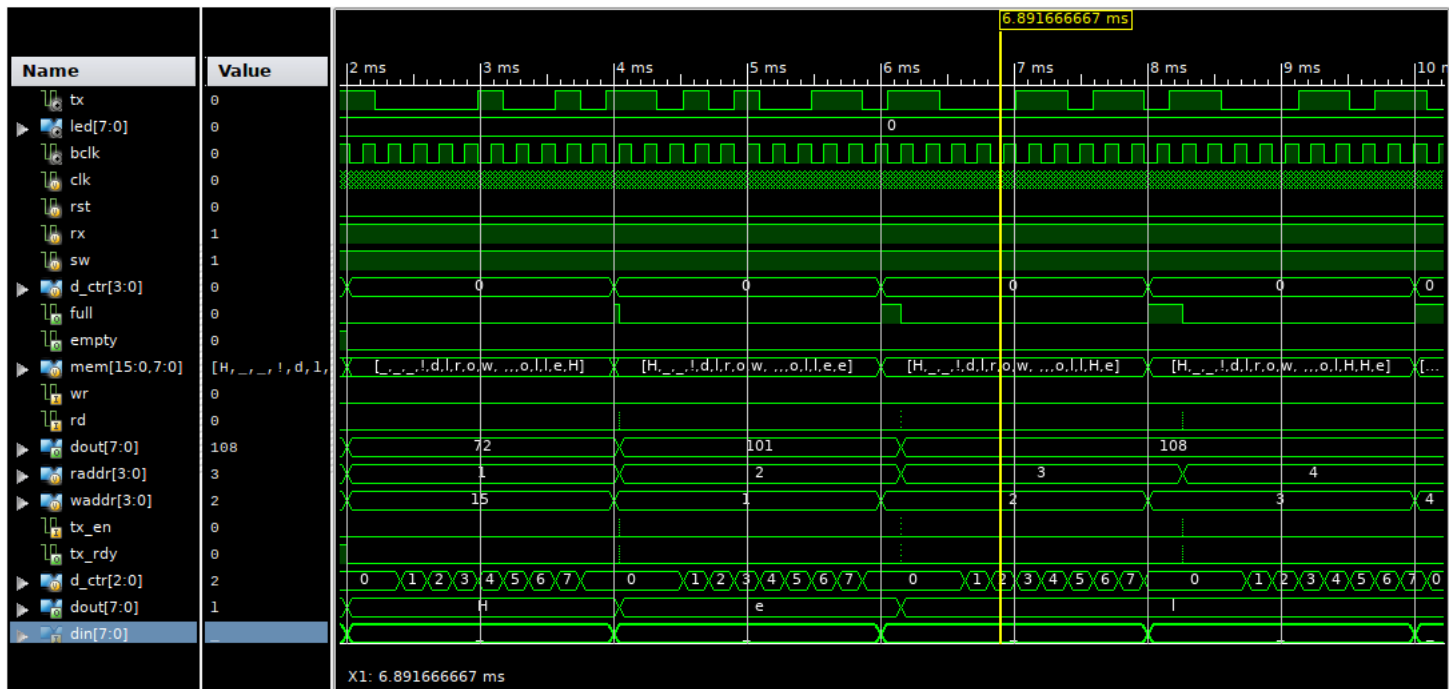 6.891666667 ms
Name Value 2 ms 3 ms 4 ms 5 ms 6 ms 7 ms 8 ms 9 ms 10 m
tx 0
led[7:0] 0 0
bclk 0
clk 0
rst 0
rx 1
sw 1
d_ctr[3:0] 0 0 0 0 0 0
full 0
empty 0
mem[15:0,7:0] [H,_,_,!,d,l, [_,_,_,!,d,l,r,o,w, ,,,o,l,l,e,H] [H,_,_,!,d,l,r,o,w, ,,,o,l,l,e,e] [H,_,_,!,d,l,r,o,w, ,,,o,l,l,H,e] [H,_,_,!,d,l,r,o,w, ,,,o,l,H,H,e] [...
wr 0
rd 0
dout[7:0] 108 72 101 108
raddr[3:0] 3 1 2 3 4
waddr[3:0] 2 15 1 2 3 4
tx_en 0
tx_rdy 0
d_ctr[2:0] 2 0 1 2 3 4 5 6 7 0 1 2 3 4 5 6 7 0 1 2 3 4 5 6 7 0 1 2 3 4 5 6 7 0
dout[7:0] l H e l
din[7:0] _ _ _ _ _ _
X1: 6.891666667 ms